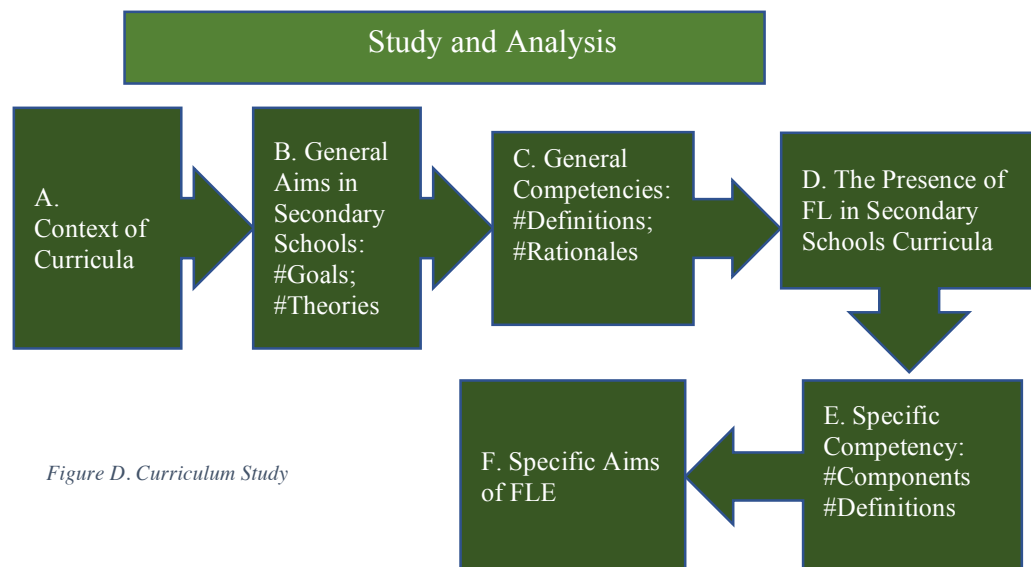 Study and Analysis
A.
Context of
Curricula
B. General
Aims in
Secondary
Schools:
#Goals;
#Theories
C. General
Competencies:
#Definitions;
#Rationales
D. The Presence of
FL in Secondary
Schools Curricula
E. Specific
Competency:
#Components
#Definitions
F. Specific Aims
of FLE
Figure D. Curriculum Study